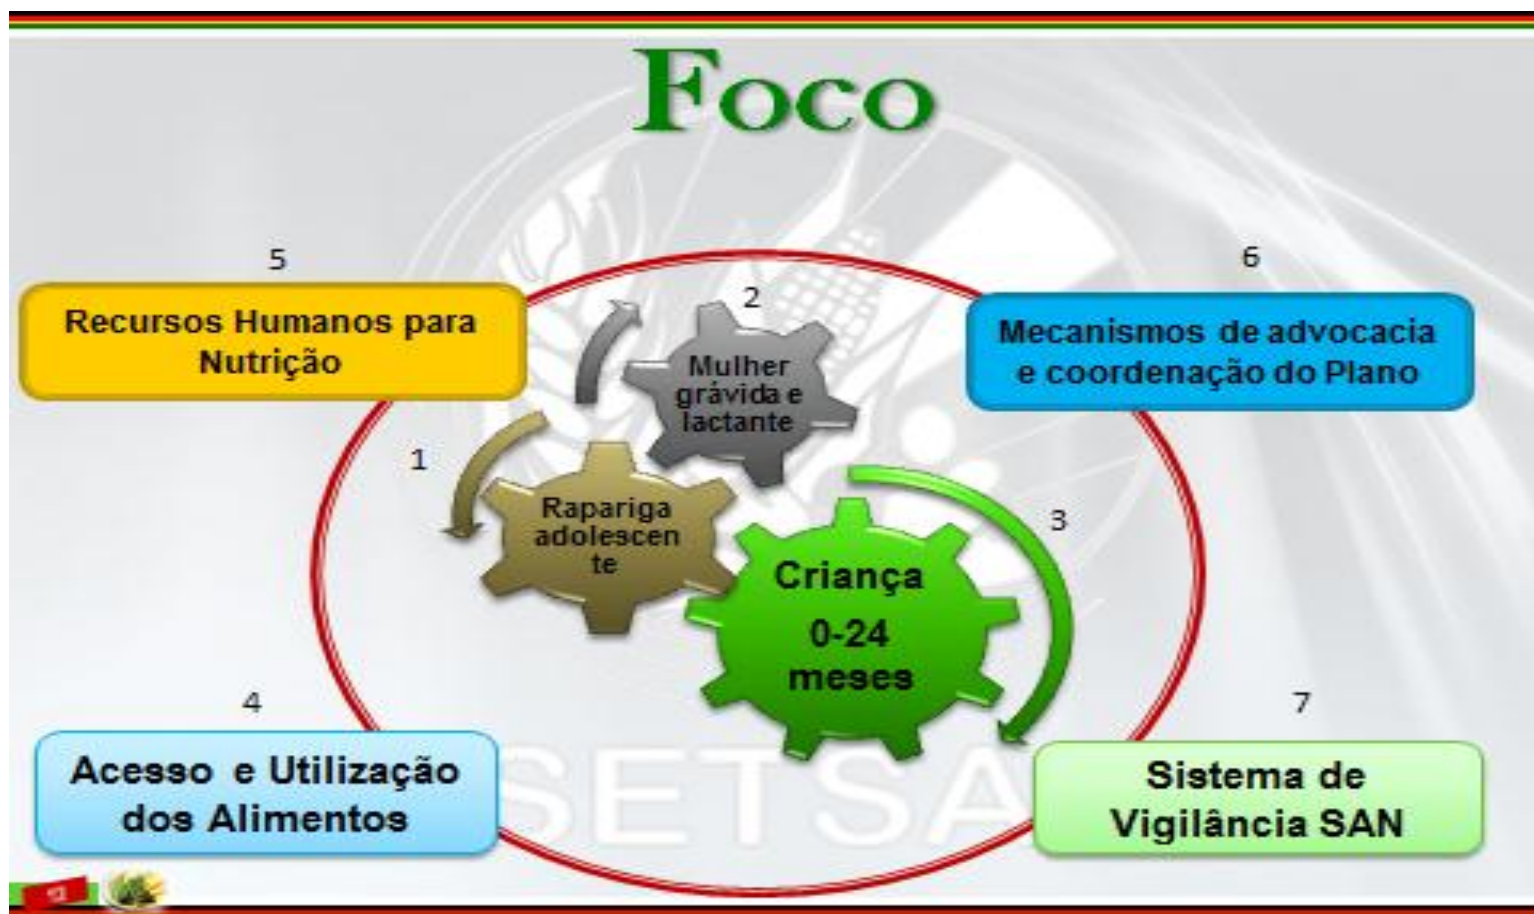 Foco
5
Recursos Humanos para
Nutrição
6
Mecanismos de advocacia
e coordenação do Plano
2
Mulher
grávida e
lactante
1
Rapariga
adolescen
te
3
Criança
0-24
meses
4
Acesso e Utilização
dos Alimentos
7
Sistema de
Vigilância SAN
SETSA